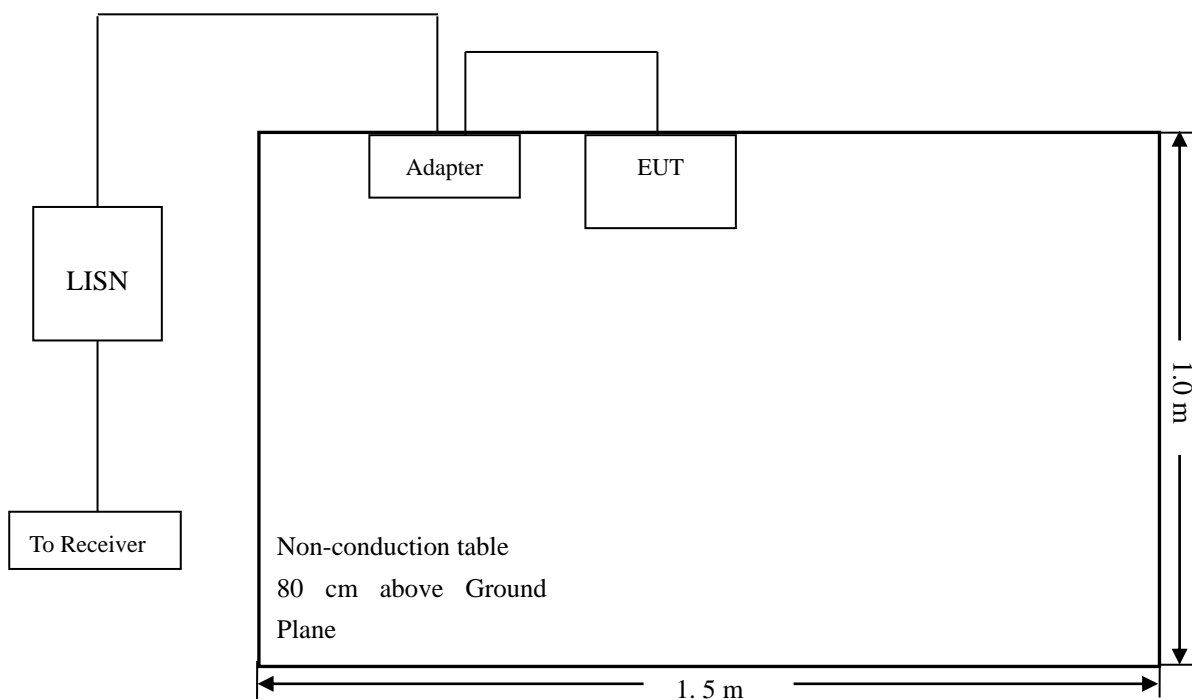 Adapter
EUT
LISN
1.0 m
To Receiver
Non-conduction table
80 cm above Ground
Plane
1. 5 m